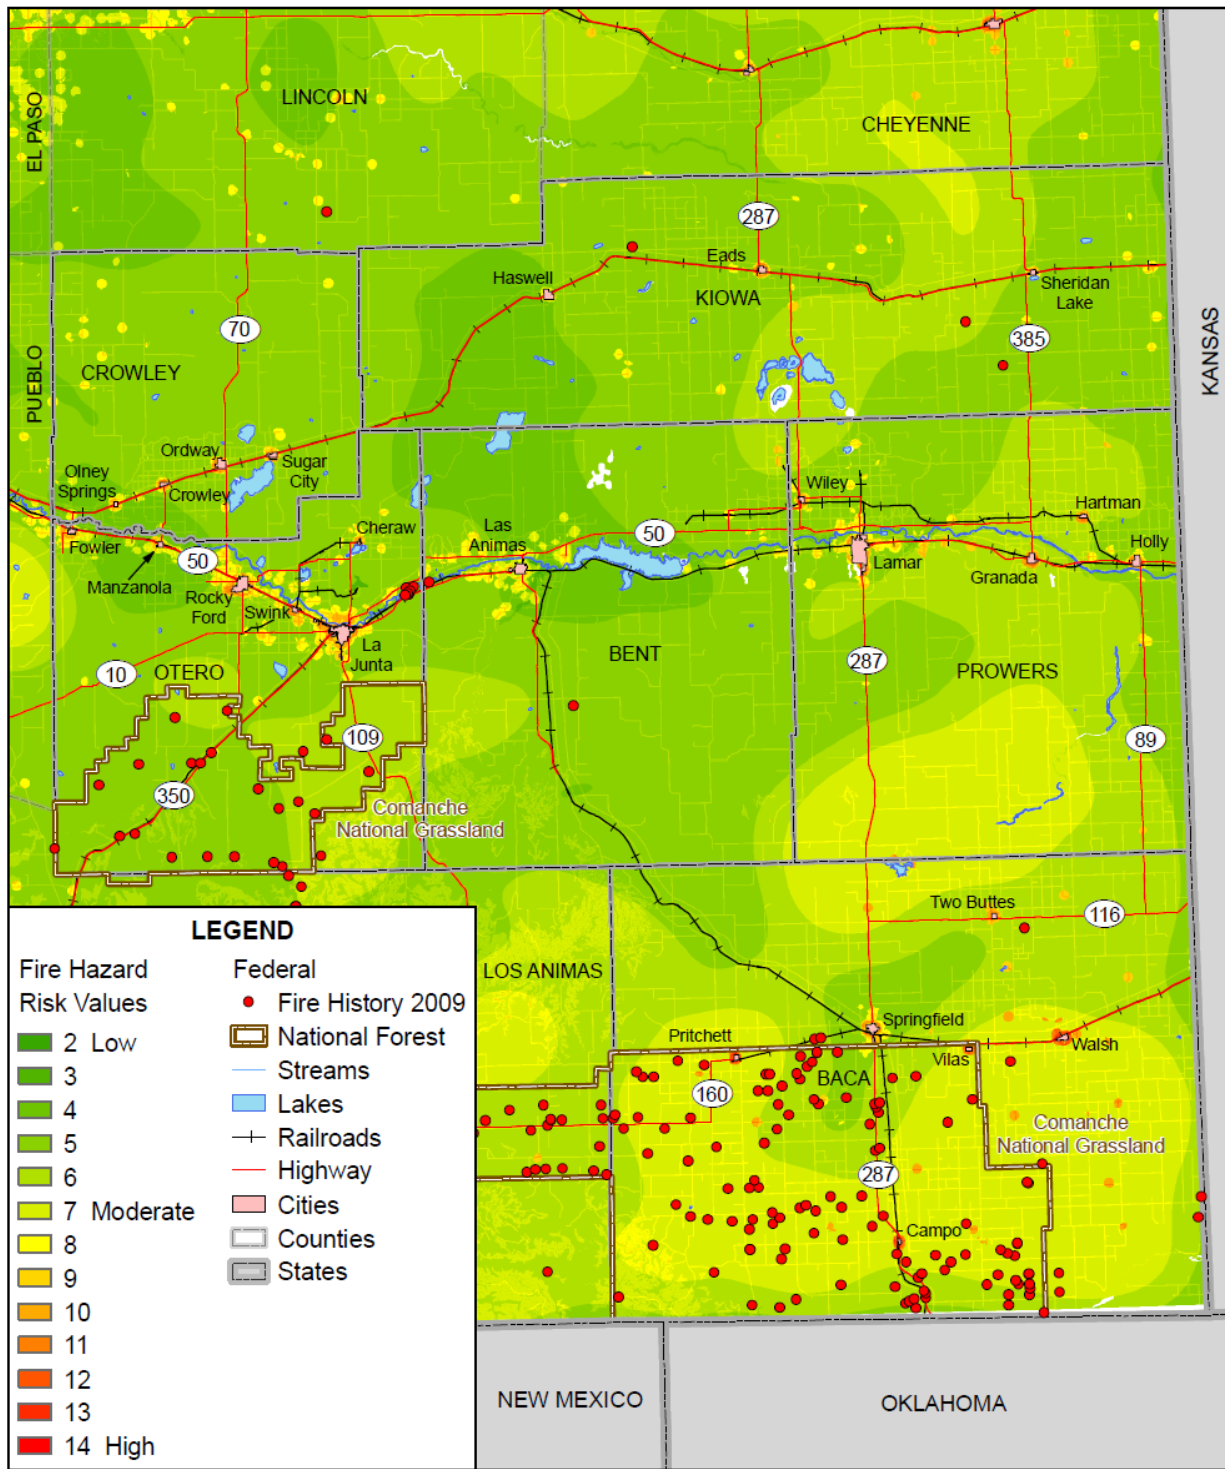 LINCOLN
EL PASO
CHEYENNE
287
Eads
Haswell
KIOWA
Sheridan
Lake
KANSAS
70
385
PUEBLO
CROWLEY
Ordway
Sugar
City
Olney
Springs
Crowley
Wiley
Hartman
Cheraw
Las
Animas
50
Fowler
50
Manzanola
Lamar
Holly
Granada
Rocky
Ford
Swink
La
Junta
BENT
10
OTERO
287
PROWERS
109
89
350
Comanche
National Grassland
Two Buttes
116
LOS ANIMAS
Springfield
Pritchett
Vilas
Walsh
BACA
160
Comanche
National Grassland
287
Campo
NEW MEXICO
OKLAHOMA
LEGEND
Fire Hazard
Risk Values
2 Low
3
4
5
6
7 Moderate
8
9
10
11
12
13
14 High
Federal
Fire History 2009
National Forest
Streams
Lakes
Railroads
Highway
Cities
Counties
States